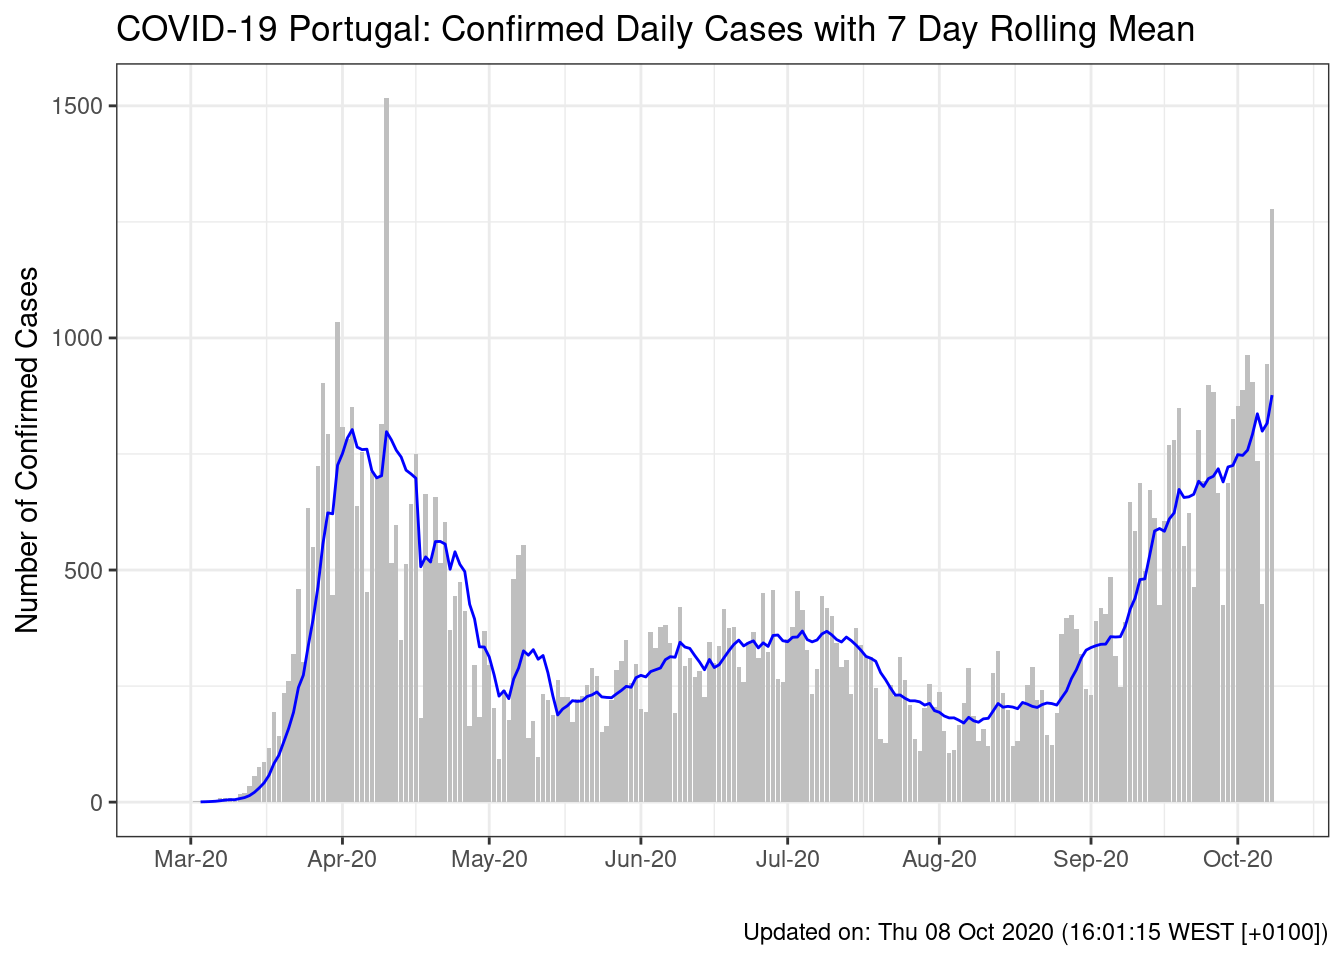 COVID-19 Portugal: Confirmed Daily Cases with 7 Day Rolling Mean
Number of Confirmed Cases
1500
1000
500
0
Mar-20 Apr-20 May-20 Jun-20 Jul-20 Aug-20 Sep-20 Oct-20
Updated on: Thu 08 Oct 2020 (16:01:15 WEST [+0100])